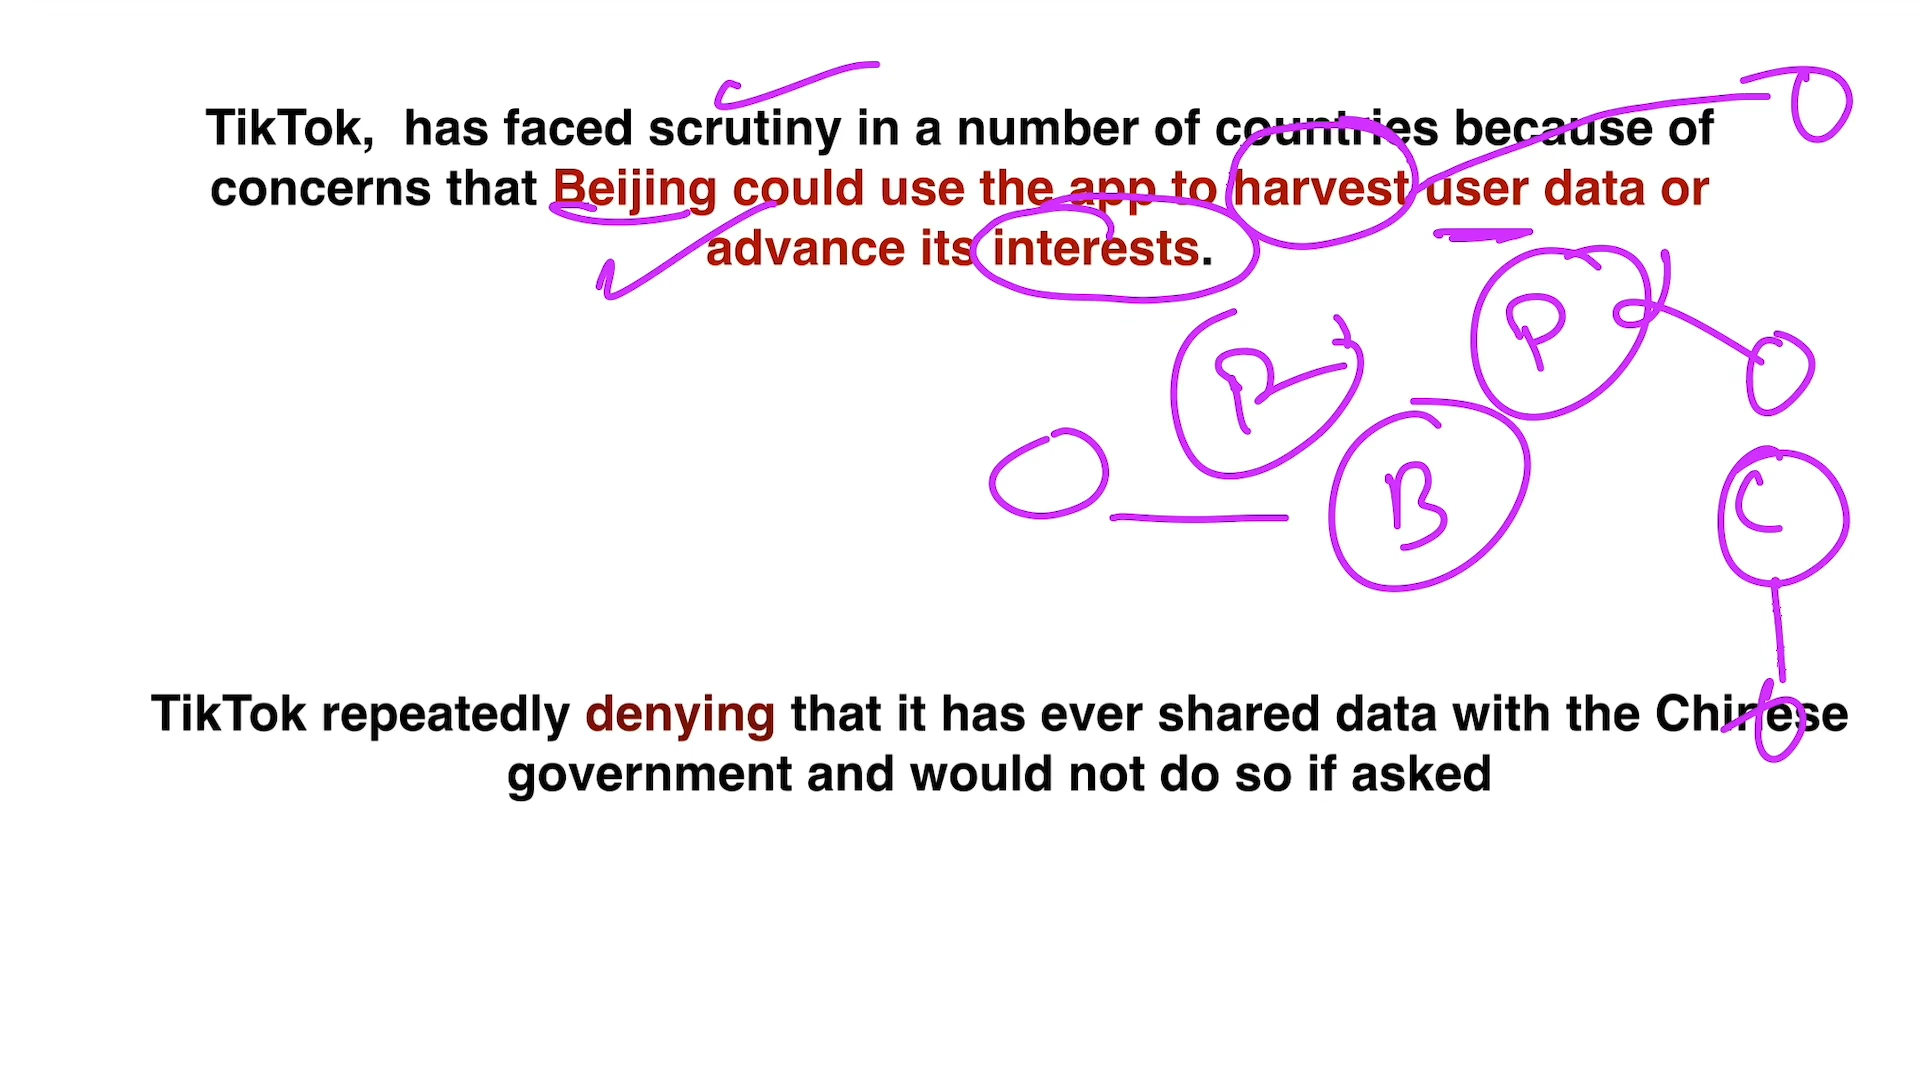 TikTok,  has faced scrutiny in a number of countries because of
concerns that Beijing could use the app to harvest user data or
advance its interests.
P
P
B
C
TikTok repeatedly denying that it has ever shared data with the Chinese
government and would not do so if asked